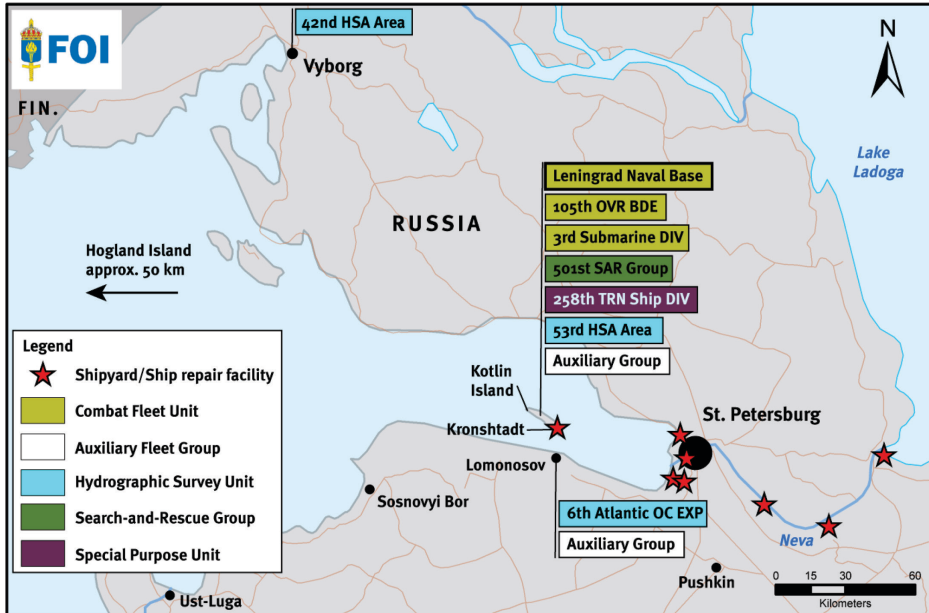 FOI
42nd HSA Area
Vyborg
FIN.
N
Lake
Ladoga
RUSSIA
Leningrad Naval Base
105th OVR BDE
3rd Submarine DIV
501st SAR Group
258th TRN Ship DIV
53rd HSA Area
Auxiliary Group
Hogland Island
approx. 50 km
Legend
Shipyard/Ship repair facility
Combat Fleet Unit
Auxiliary Fleet Group
Hydrographic Survey Unit
Search-and-Rescue Group
Special Purpose Unit
Kotlin
Island
Kronshtadt
St. Petersburg
Lomonosov
Sosnovyi Bor
6th Atlantic OC EXP
Auxiliary Group
Neva
Pushkin
Ust-Luga
0 15 30 60
Kilometers